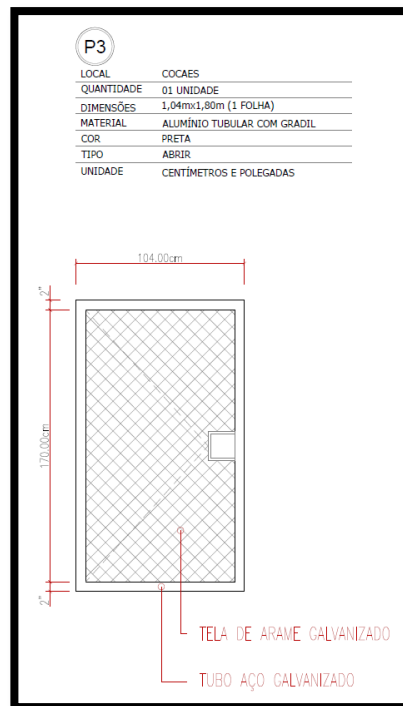 P3
LOCAL COCAES
QUANTIDADE 01 UNIDADE
DIMENSÕES 1,04mx1,80m (1 FOLHA)
MATERIAL ALUMÍNIO TUBULAR COM GRADIL
COR PRETA
TIPO ABRIR
UNIDADE CENTÍMETROS E POLEGADAS
104.00cm
2"
170.00cm
2"
TELA DE ARAME GALVANIZADO
TUBO AÇO GALVANIZADO